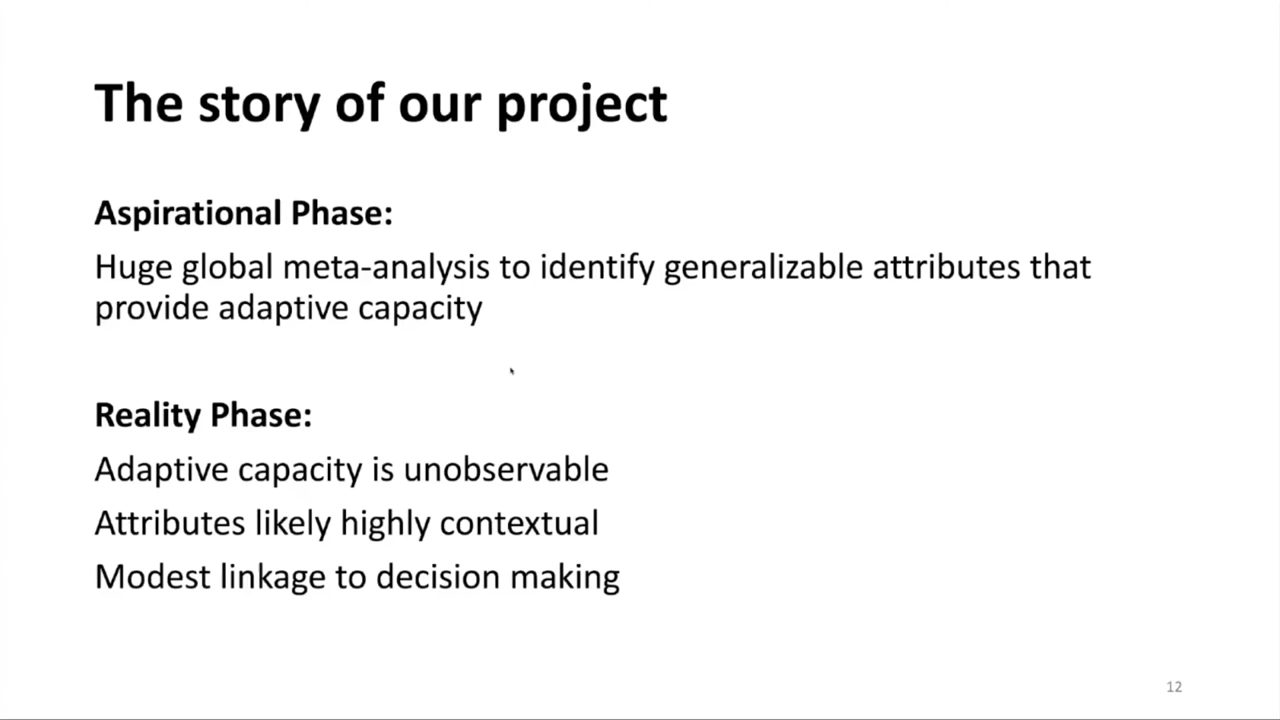 The story of our project
Aspirational Phase:
Huge global meta-analysis to identify generalizable attributes that
provide adaptive capacity
Reality Phase:
Adaptive capacity is unobservable
Attributes likely highly contextual
Modest linkage to decision making
12